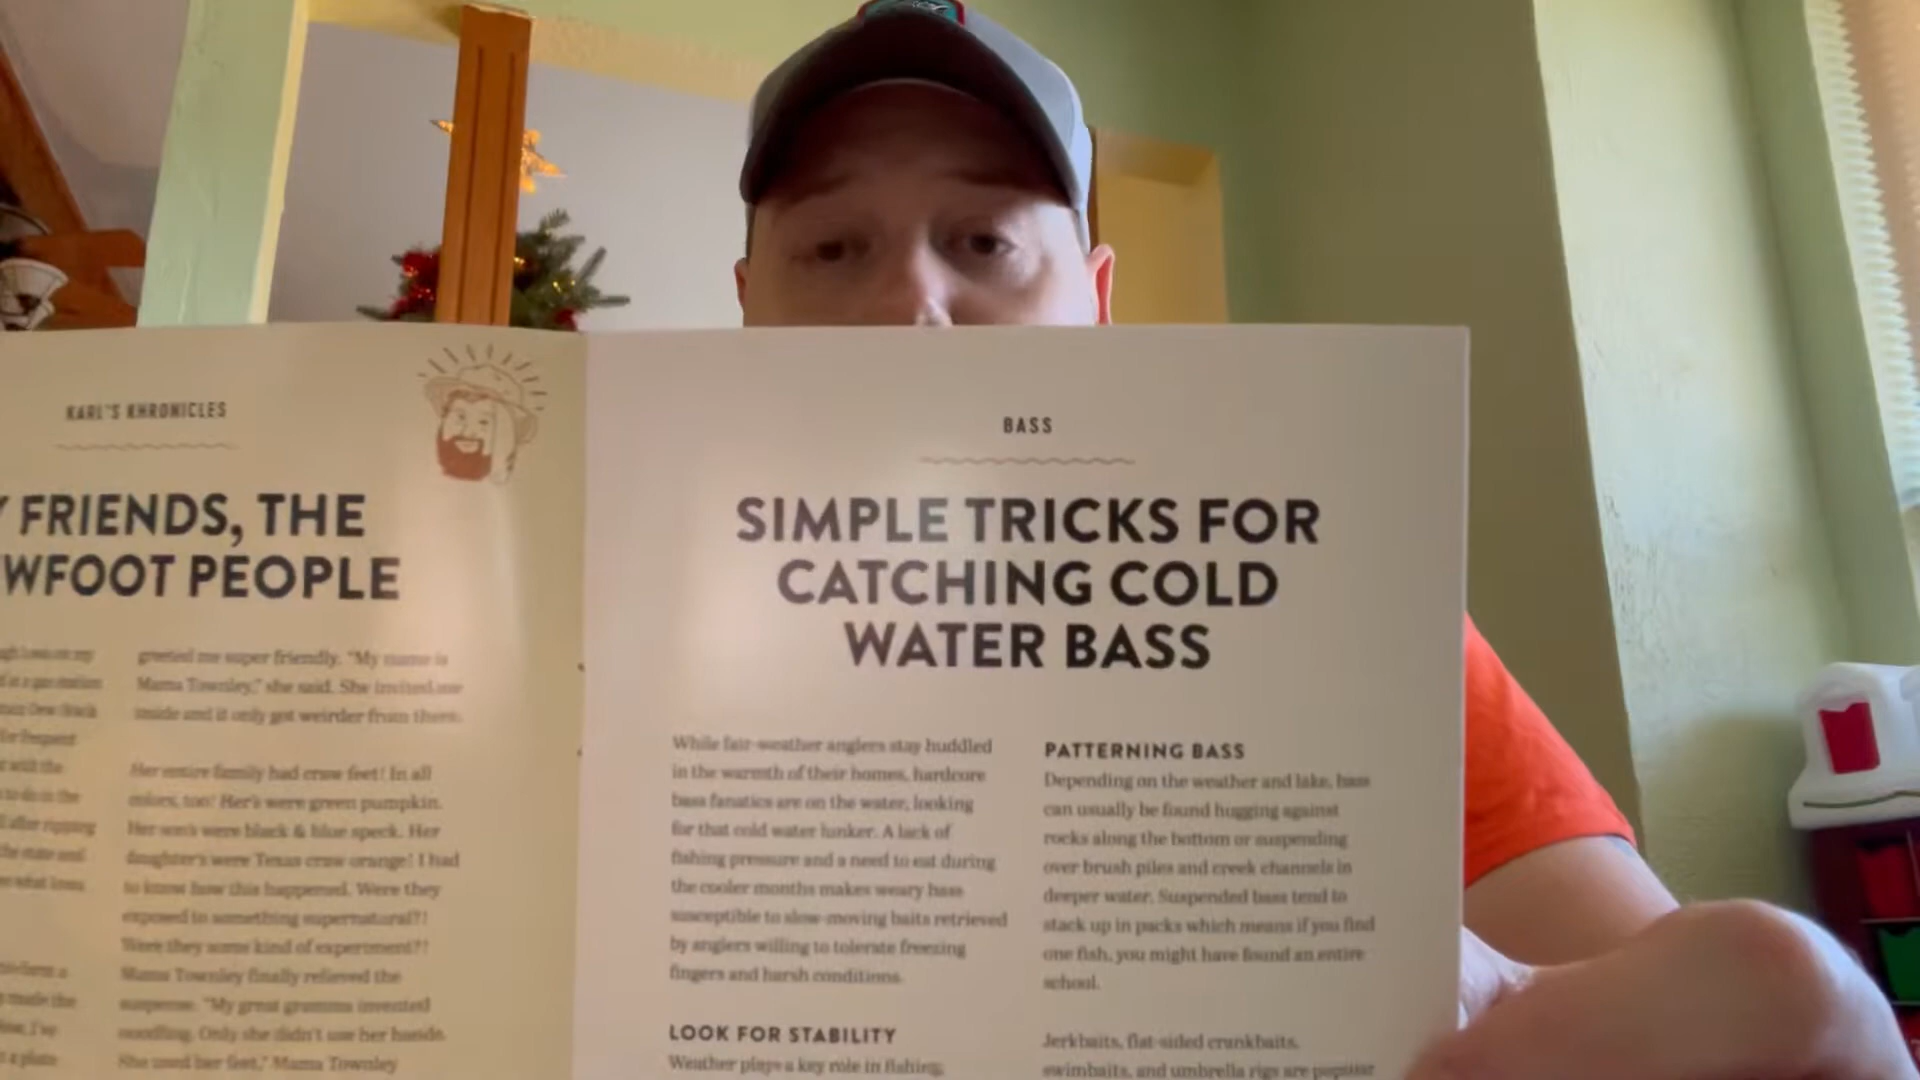 KARL'S KHRONICLES
Y FRIENDS, THE
WFOOT PEOPLE
greeted me super friendly. "My name is
Mama Townley," she said. She invited me
inside and it only got weirder from there.
Her entire family had craw feet! In all
colors, too! Her's were green pumpkin.
Her son's were black & blue speck. Her
daughter's were Texas craw orange! I had
to know how this happened. Were they
exposed to something supernatural?!
Were they some kind of experiment?!
Mama Townley finally relieved the
suspense. "My great gramma invented
noodling. Only she didn't use her hands.
She used her feet," Mama Townley
BASS
SIMPLE TRICKS FOR
CATCHING COLD
WATER BASS
While fair-weather anglers stay huddled
in the warmth of their homes, hardcore
bass fanatics are on the water, looking
for that cold water lunker. A lack of
fishing pressure and a need to eat during
the cooler months makes weary bass
susceptible to slow-moving baits retrieved
by anglers willing to tolerate freezing
fingers and harsh conditions.
LOOK FOR STABILITY
Weather plays a key role in fishing,
PATTERNING BASS
Depending on the weather and lake, bass
can usually be found hugging against
rocks along the bottom or suspending
over brush piles and creek channels in
deeper water. Suspended bass tend to
stack up in packs which means if you find
one fish, you might have found an entire
school.
Jerkbaits, flat-sided crankbaits,
swimbaits, and umbrella rigs are popular